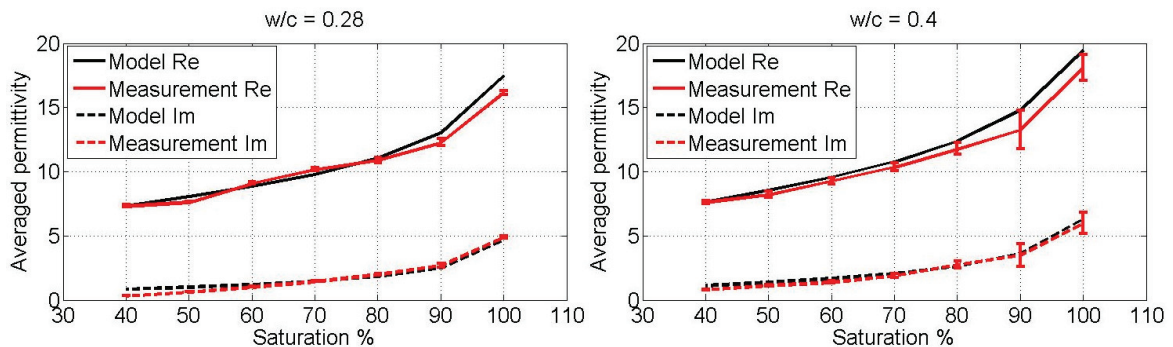 w/c = 0.28
20
15
10
5
0
Averaged permittivity
Model Re
Measurement Re
Model Im
Measurement Im
30 40 50 60 70 80 90 100 110
Saturation %
w/c = 0.4
20
15
10
5
0
Averaged permittivity
Model Re
Measurement Re
Model Im
Measurement Im
30 40 50 60 70 80 90 100 110
Saturation %